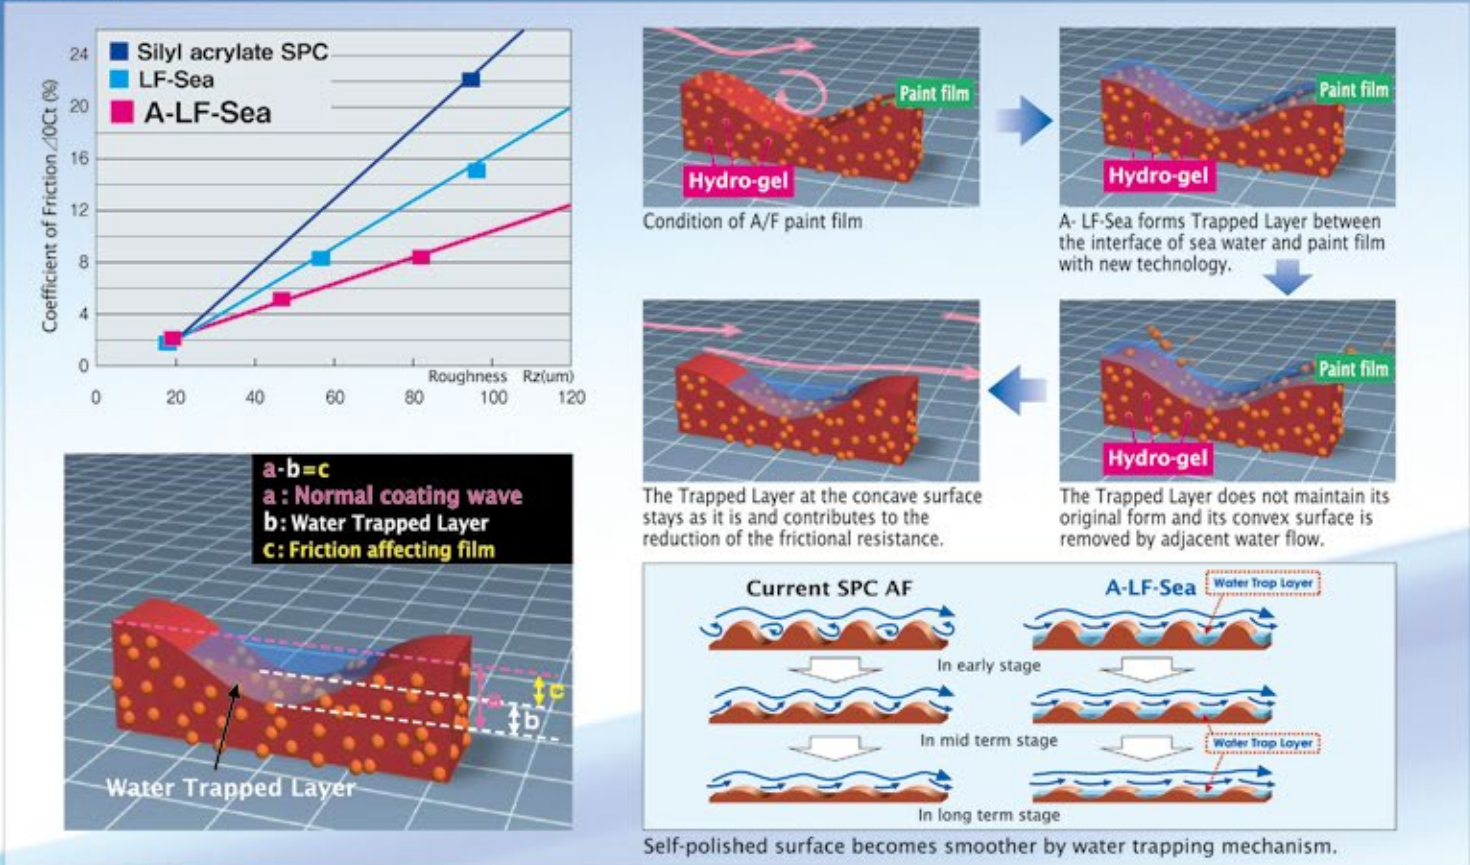 Silyl acrylate SPC
LF-Sea
A-LF-Sea
Coefficient of Friction ⊿0Ct (%)
24
20
16
12
8
4
0
Roughness Rz(um)
0 20 40 60 80 100 120
Paint film
Hydro-gel
Condition of A/F paint film
Paint film
Hydro-gel
A- LF-Sea forms Trapped Layer between
the interface of sea water and paint film
with new technology.
The Trapped Layer at the concave surface
stays as it is and contributes to the
reduction of the frictional resistance.
Paint film
Hydro-gel
The Trapped Layer does not maintain its
original form and its convex surface is
removed by adjacent water flow.
a-b=c
a : Normal coating wave
b : Water Trapped Layer
C : Friction affecting film
a
c
b
Water Trapped Layer
Current SPC AF
A-LF-Sea
Water Trap Layer
In early stage
In mid term stage
Water Trap Layer
In long term stage
Self-polished surface becomes smoother by water trapping mechanism.